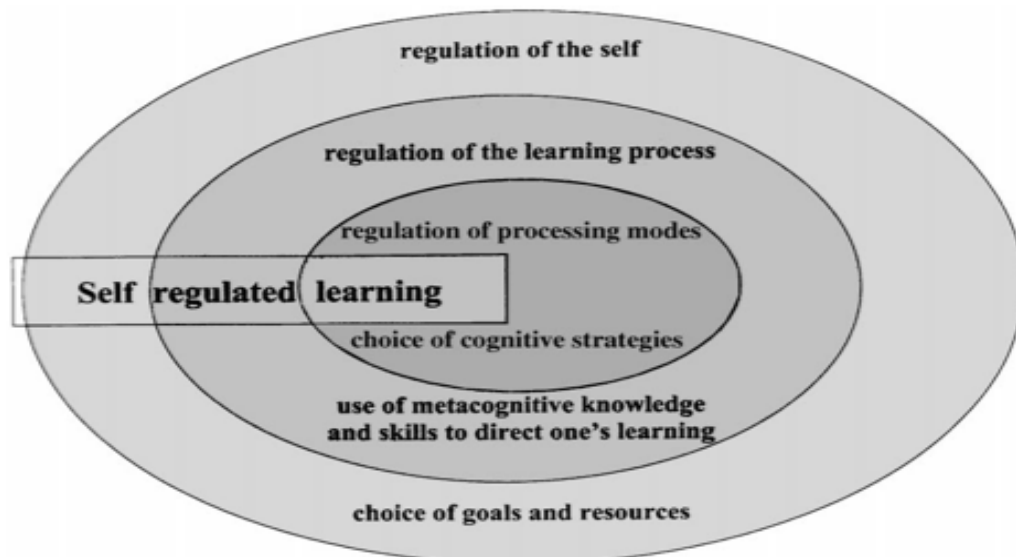 regulation of the self
regulation of the learning process
regulation of processing modes
Self regulated learning
choice of cognitive strategies
use of metacognitive knowledge
and skills to direct one's learning
choice of goals and resources